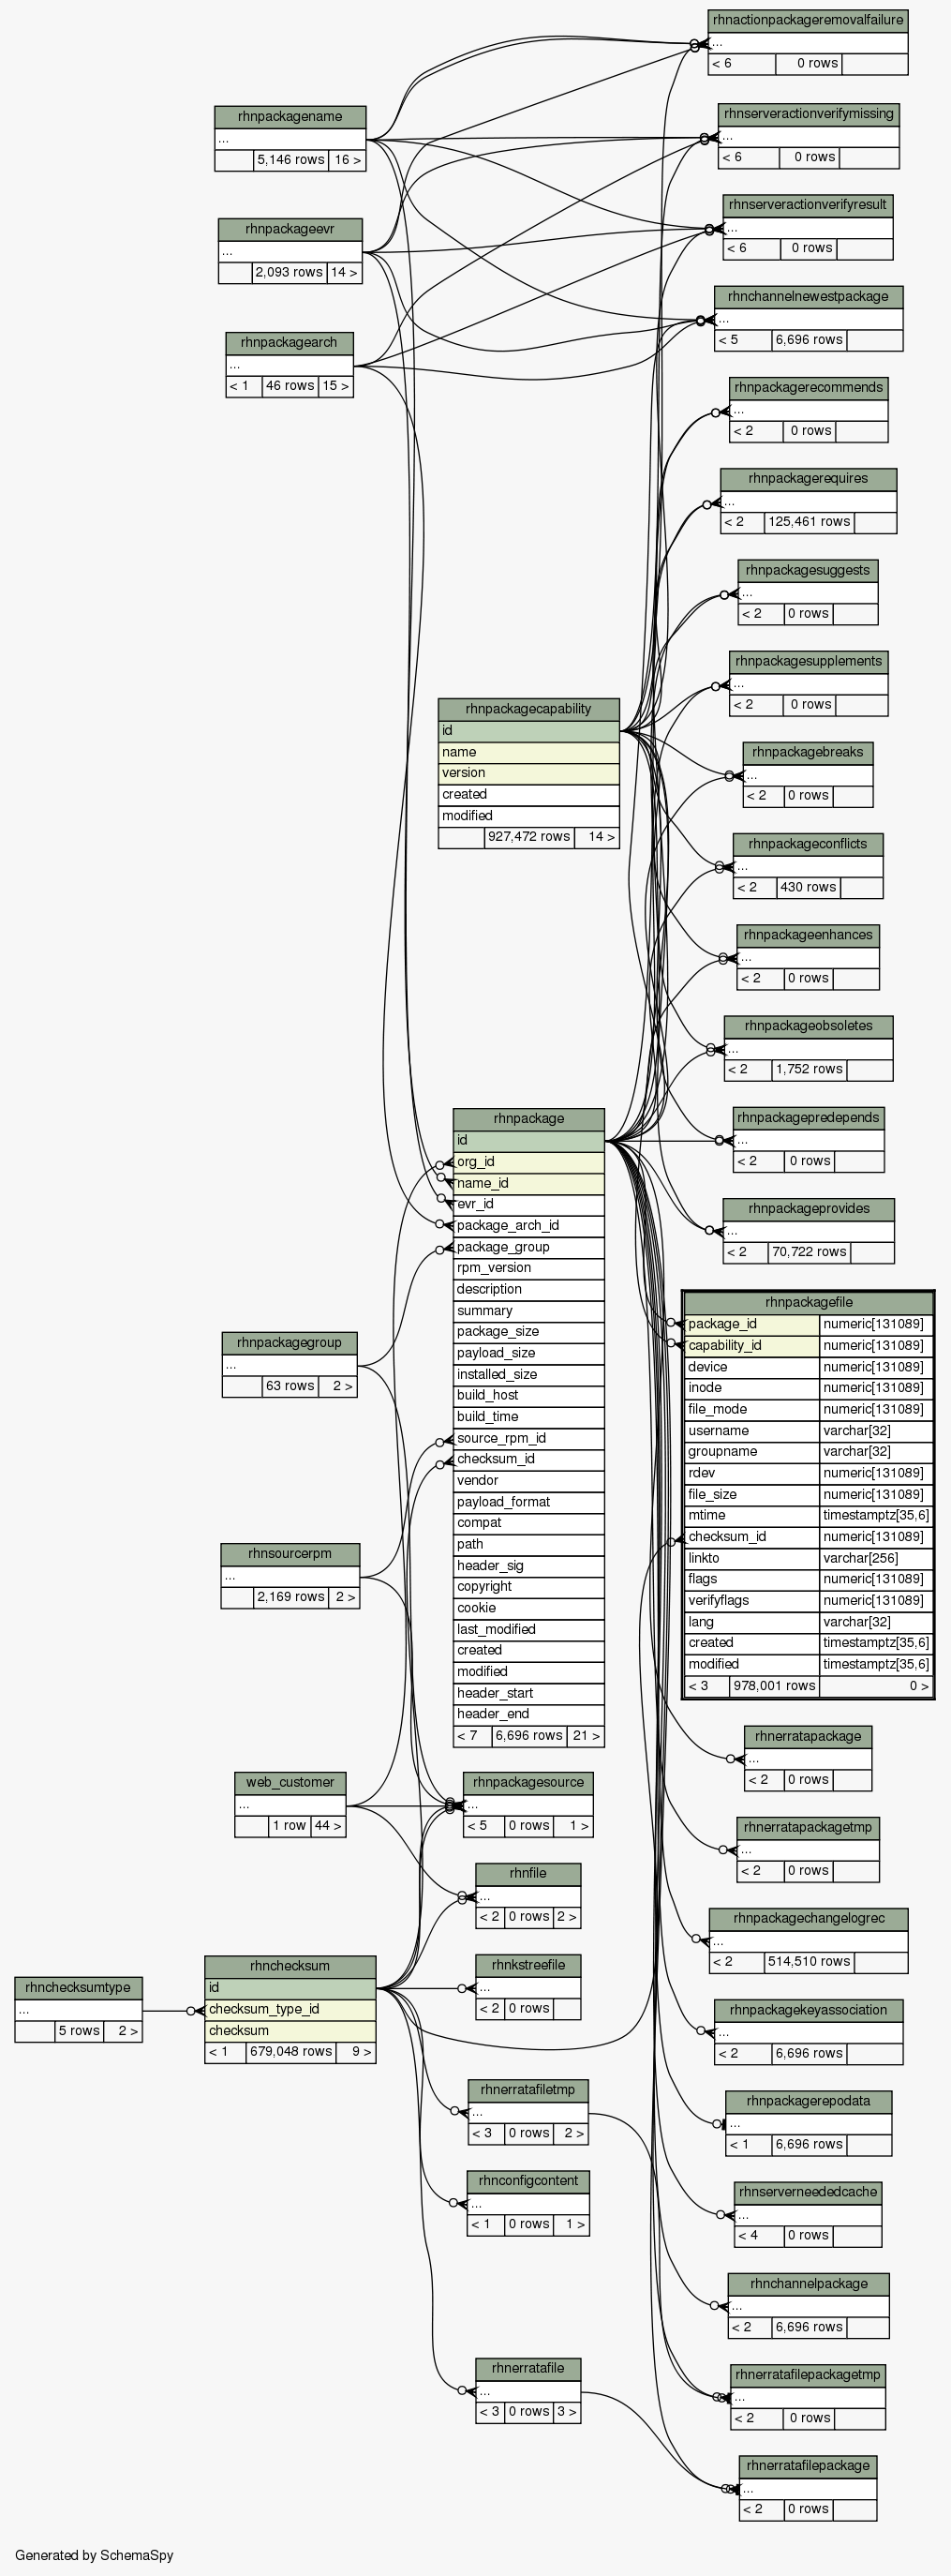 rhnactionpackageremovalfailure
...
< 6 0 rows
rhnpackagename
...
5,146 rows 16 >
rhnserveractionverifymissing
...
< 6 0 rows
rhnserveractionverifyresult
...
< 6 0 rows
rhnpackageevr
...
2,093 rows 14 >
rhnchannelnewestpackage
...
< 5 6,696 rows
rhnpackagearch
...
< 1 46 rows 15 >
rhnpackagerecommends
...
< 2 0 rows
rhnpackagerequires
...
< 2 125,461 rows
rhnpackagesuggests
...
< 2 0 rows
rhnpackagesupplements
...
< 2 0 rows
rhnpackagecapability
id
name
version
created
modified
927,472 rows 14 >
rhnpackagebreaks
...
< 2 0 rows
rhnpackageconflicts
...
< 2 430 rows
rhnpackageenhances
...
< 2 0 rows
rhnpackageobsoletes
...
< 2 1,752 rows
rhnpackagepredepends
...
< 2 0 rows
rhnpackageprovides
...
< 2 70,722 rows
rhnpackage
id
org_id
name_id
evr_id
package_arch_id
package_group
rpm_version
description
summary
package_size
payload_size
installed_size
build_host
build_time
source_rpm_id
checksum_id
vendor
payload_format
compat
path
header_sig
copyright
cookie
last_modified
created
modified
header_start
header_end
< 7 6,696 rows 21 >
rhnpackagefile
package_id numeric[131089]
capability_id numeric[131089]
device numeric[131089]
inode numeric[131089]
file_mode numeric[131089]
username varchar[32]
groupname varchar[32]
rdev numeric[131089]
file_size numeric[131089]
mtime timestamptz[35,6]
checksum_id numeric[131089]
linkto varchar[256]
flags numeric[131089]
verifyflags numeric[131089]
lang varchar[32]
created timestamptz[35,6]
modified timestamptz[35,6]
< 3 978,001 rows 0 >
rhnpackagegroup
...
63 rows 2 >
rhnsourcerpm
...
2,169 rows 2 >
rhnerratapackage
...
< 2 0 rows
web_customer
...
1 row 44 >
rhnpackagesource
...
< 5 0 rows 1 >
rhnerratapackagetmp
...
< 2 0 rows
rhnfile
...
< 2 0 rows 2 >
rhnpackagechangelogrec
...
< 2 514,510 rows
rhnchecksum
id
checksum_type_id
checksum
< 1 679,048 rows 9 >
rhnkstreefile
...
< 2 0 rows
rhnchecksumtype
...
5 rows 2 >
rhnpackagekeyassociation
...
< 2 6,696 rows
rhnerratafiletmp
...
< 3 0 rows 2 >
rhnpackagerepodata
...
< 1 6,696 rows
rhnconfigcontent
...
< 1 0 rows 1 >
rhnserverneededcache
...
< 4 0 rows
rhnchannelpackage
...
< 2 6,696 rows
rhnerratafile
...
< 3 0 rows 3 >
rhnerratafilepackagetmp
...
< 2 0 rows
rhnerratafilepackage
...
< 2 0 rows
Generated by SchemaSpy